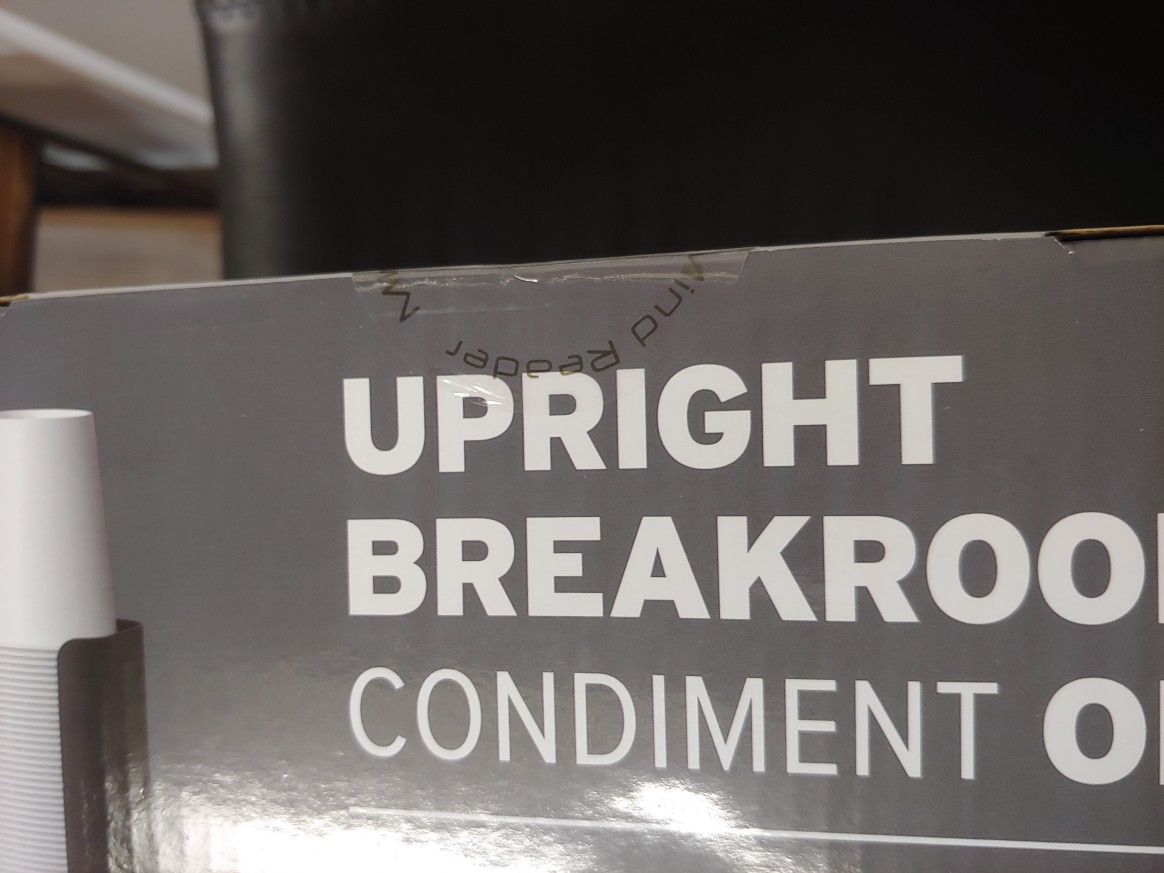 Mind Reader M
UPRIGHT
BREAKROO
CONDIMENT O